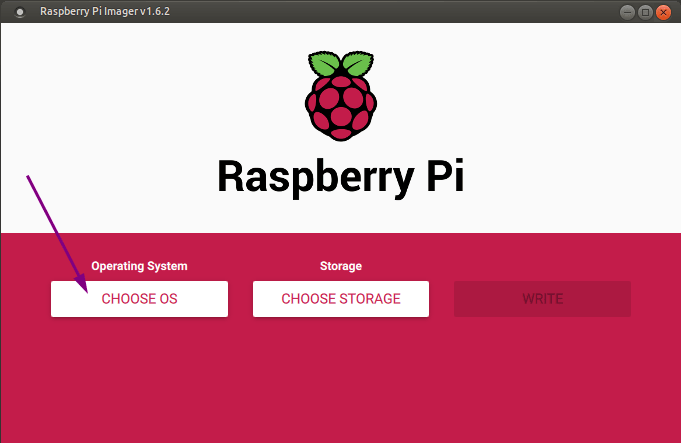 Raspberry Pi Imager v1.6.2
Raspberry Pi
Operating System
Storage
CHOOSE OS
CHOOSE STORAGE
WRITE